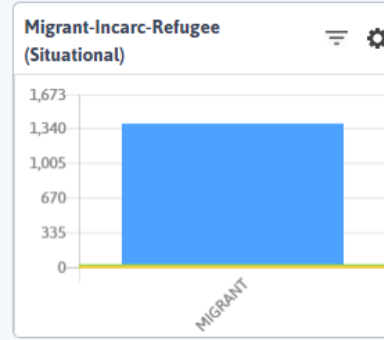 Migrant-Incarc-Refugee
(Situational)
1,673
1,340
1,005
670
335
0
MIGRANT